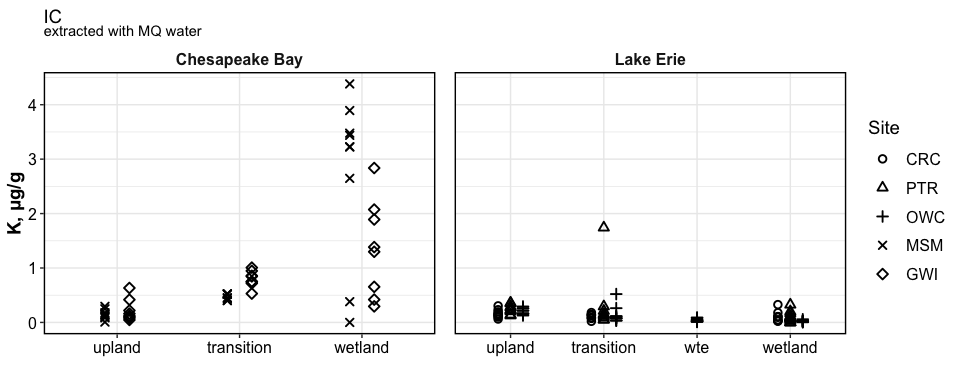 IC
extracted with MQ water
Chesapeake Bay
Lake Erie
K, µg/g
4
3
2
1
0
upland
transition
wetland
upland
transition
wte
wetland
Site
CRC
PTR
OWC
MSM
GWI